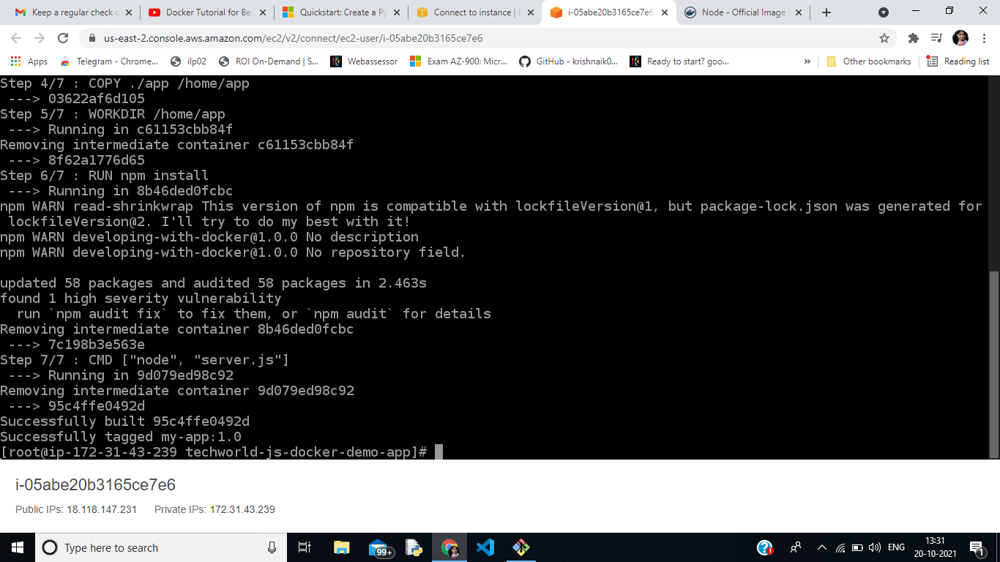 Keep a regular check o
Docker Tutorial for Be
Quickstart: Create a Py
Connect to instance | E
i-05abe20b3165ce7e6
Node - Official Image
us-east-2.console.aws.amazon.com/ec2/v2/connect/ec2-user/i-05abe20b3165ce7e6
Apps
Telegram - Chrome...
ilp02
ROI On-Demand | S...
Webassessor
Exam AZ-900: Micr...
GitHub - krishnaik0...
Ready to start? goo...
»
Other bookmarks
Reading list
Step 4/7 : COPY ./app /home/app
---> 03622af6d105
Step 5/7 : WORKDIR /home/app
---> Running in c61153cbb84f
Removing intermediate container c61153cbb84f
---> 8f62a1776d65
Step 6/7 : RUN npm install
---> Running in 8b46ded0fcbc
npm WARN read-shrinkwrap This version of npm is compatible with lockfileVersion@1, but package-lock.json was generated for
lockfileVersion@2. I'll try to do my best with it!
npm WARN developing-with-docker@1.0.0 No description
npm WARN developing-with-docker@1.0.0 No repository field.
updated 58 packages and audited 58 packages in 2.463s
found 1 high severity vulnerability
run `npm audit fix` to fix them, or `npm audit` for details
Removing intermediate container 8b46ded0fcbc
---> 7c198b3e563e
Step 7/7 : CMD ["node", "server.js"]
---> Running in 9d079ed98c92
Removing intermediate container 9d079ed98c92
---> 95c4ffe0492d
Successfully built 95c4ffe0492d
Successfully tagged my-app:1.0
[root@ip-172-31-43-239 techworld-js-docker-demo-app]#
i-05abe20b3165ce7e6
Public IPs: 18.118.147.231 Private IPs: 172.31.43.239
Type here to search
99+
ENG
13:31
20-10-2021
1